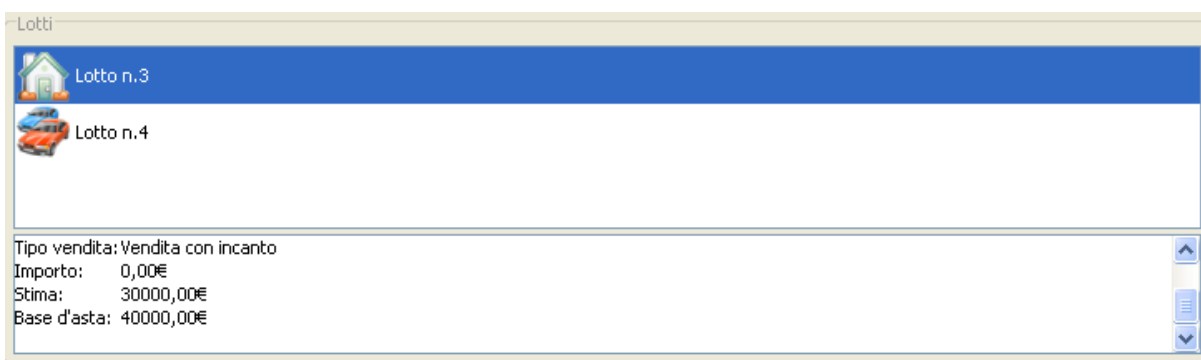 Lotti
Lotto n.3
Lotto n.4
Tipo vendita: Vendita con incanto
Importo: 0,00€
Stima: 30000,00€
Base d'asta: 40000,00€